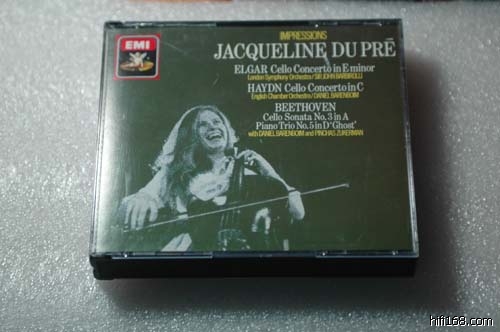 EMI
IMPRESSIONS
JACQUELINE DU PRÉ
ELGAR Cello Concerto in E minor
London Symphony Orchestra/SIR JOHN BARBIROLLI
HAYDN Cello Concerto in C
English Chamber Orchestra/DANIEL BARENBOIM
BEETHOVEN
Cello Sonata No.3 in A
Piano Trio No.5 in D 'Ghost'
with DANIEL BARENBOIM and PINCHAS ZUKERMAN
hifi168.com